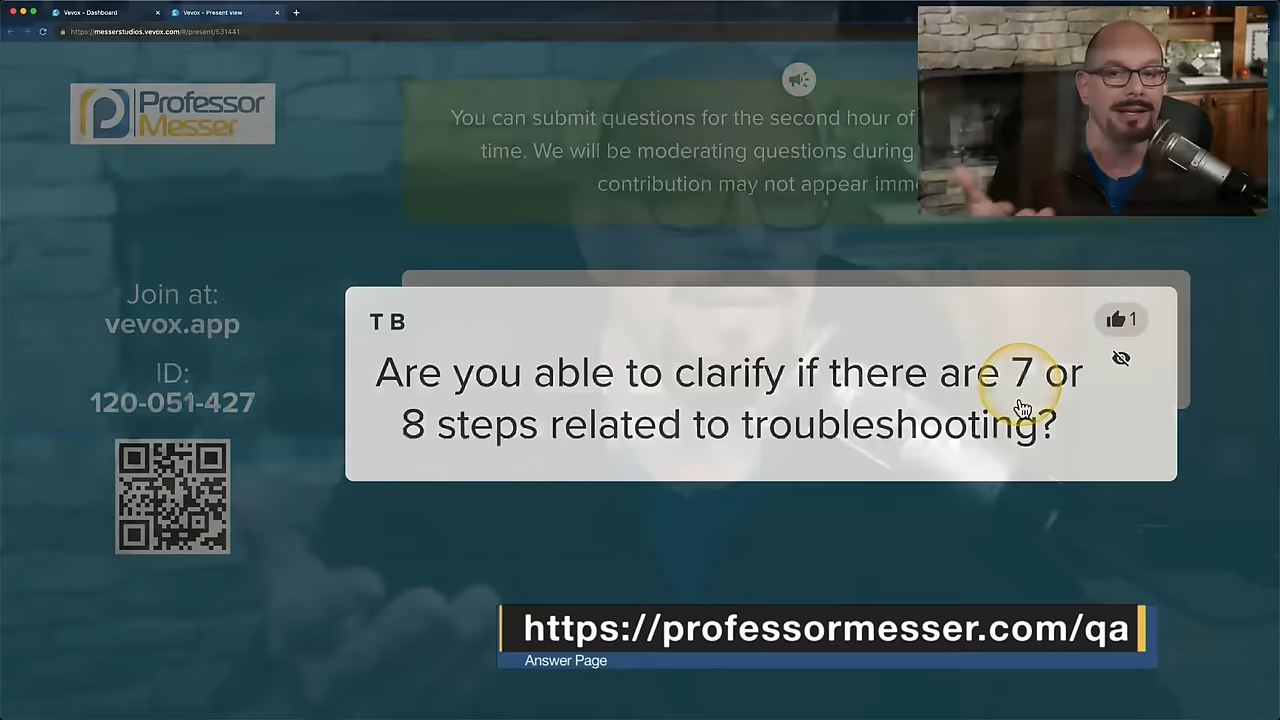 Vevox - Dashboard
Vevox - Present view
https://messerstudios.vevox.com/#/present/531441
Professor
Messer
You can submit questions for the second hour of
time. We will be moderating questions during
contribution may not appear imme
Join at:
vevox.app
ID:
120-051-427
T B
1
Are you able to clarify if there are 7 or
8 steps related to troubleshooting?
https://professormesser.com/qa
Answer Page